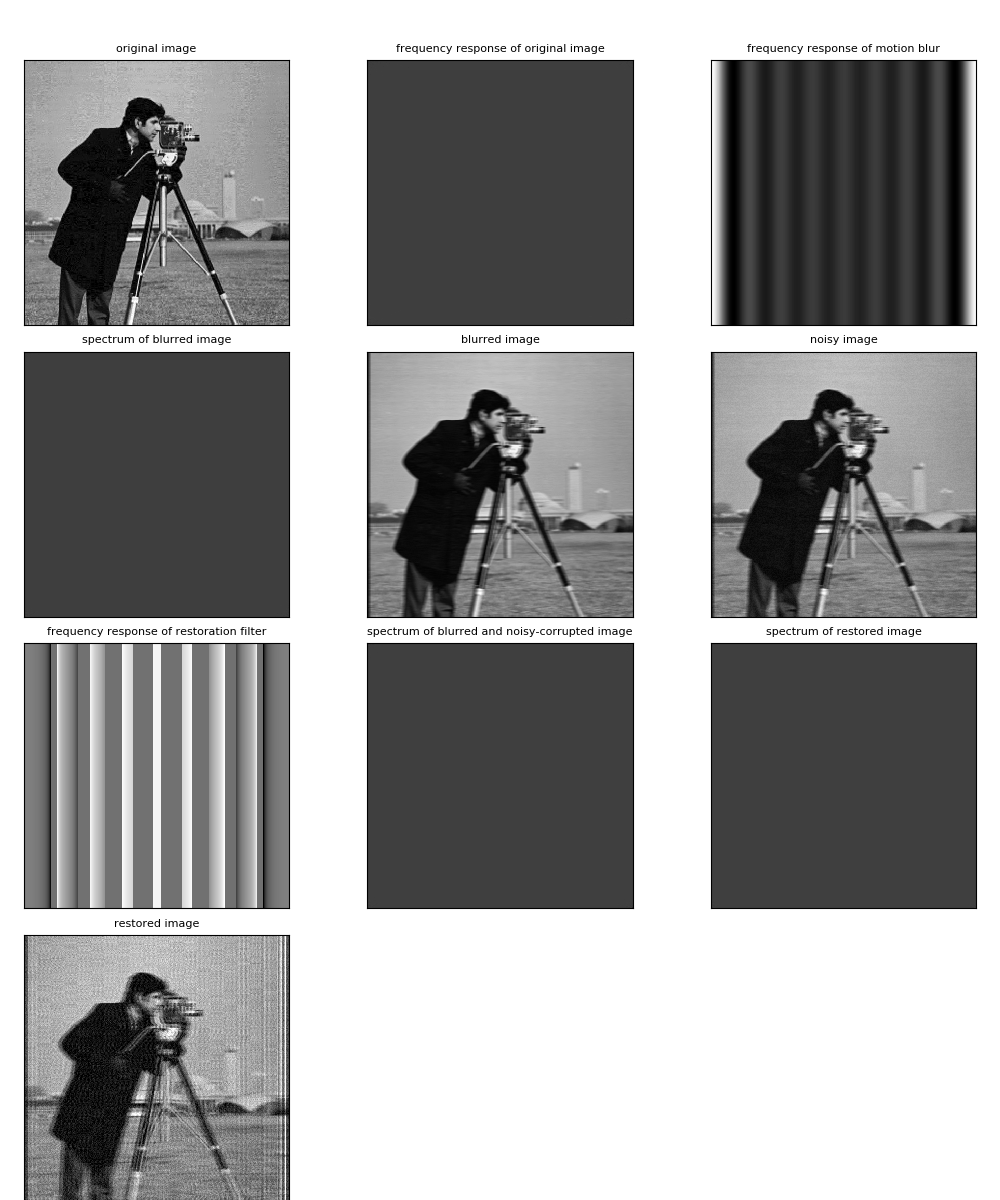 original image
frequency response of original image
frequency response of motion blur
spectrum of blurred image
blurred image
noisy image
frequency response of restoration filter
spectrum of blurred and noisy-corrupted image
spectrum of restored image
restored image